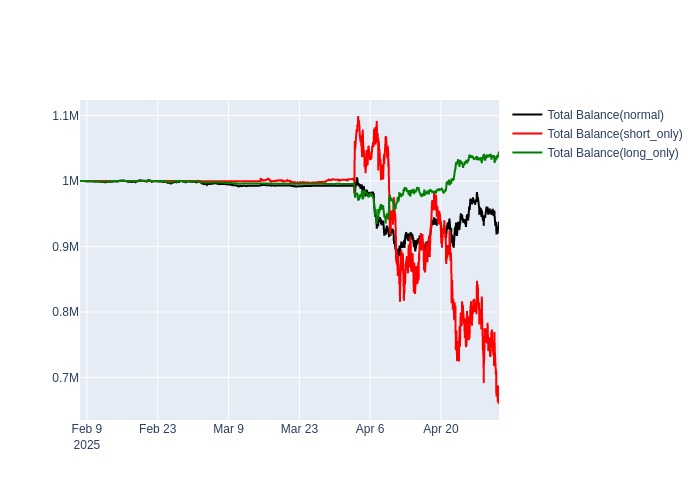 1.1M
1M
0.9M
0.8M
0.7M
Feb 9
2025
Feb 23
Mar 9
Mar 23
Apr 6
Apr 20
Total Balance(normal)
Total Balance(short_only)
Total Balance(long_only)